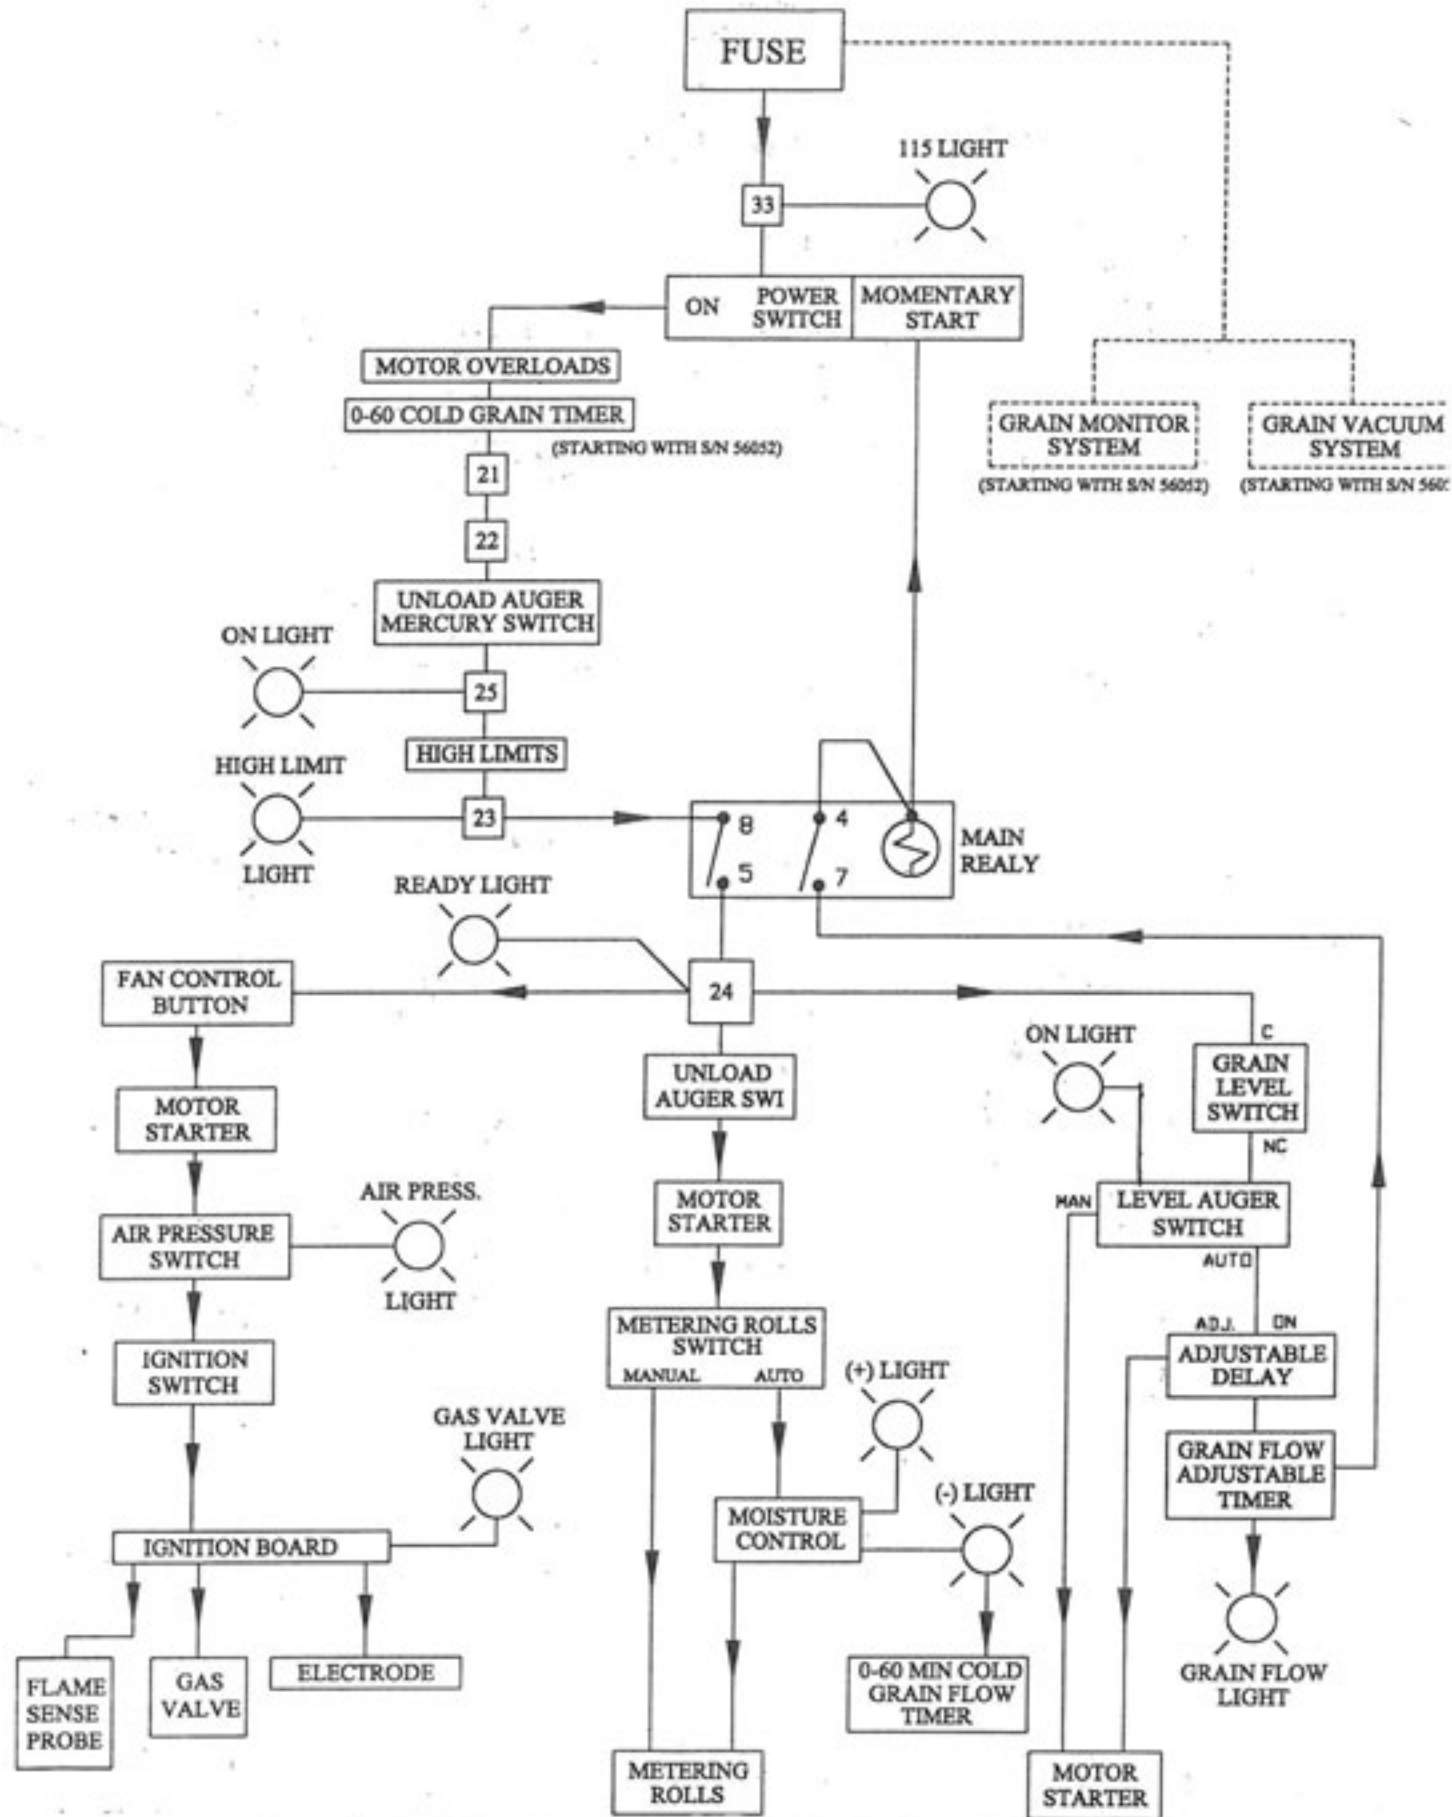 FUSE
115 LIGHT
33
ON
POWER
SWITCH
MOMENTARY
START
MOTOR OVERLOADS
0-60 COLD GRAIN TIMER
(STARTING WITH S/N 56052)
GRAIN MONITOR
SYSTEM
(STARTING WITH S/N 56052)
GRAIN VACUUM
SYSTEM
(STARTING WITH S/N 560
21
22
UNLOAD AUGER
MERCURY SWITCH
ON LIGHT
25
HIGH LIMITS
HIGH LIMIT
LIGHT
23
8
5
4
7
MAIN
REALY
READY LIGHT
24
FAN CONTROL
BUTTON
MOTOR
STARTER
AIR PRESSURE
SWITCH
AIR PRESS.
LIGHT
IGNITION
SWITCH
GAS VALVE
LIGHT
IGNITION BOARD
FLAME
SENSE
PROBE
GAS
VALVE
ELECTRODE
UNLOAD
AUGER SWI
MOTOR
STARTER
METERING ROLLS
SWITCH
MANUAL
AUTO
(+) LIGHT
(-) LIGHT
MOISTURE
CONTROL
0-60 MIN COLD
GRAIN FLOW
TIMER
METERING
ROLLS
ON LIGHT
C
GRAIN
LEVEL
SWITCH
NC
MAN
LEVEL AUGER
SWITCH
AUTO
ADJ.
ON
ADJUSTABLE
DELAY
GRAIN FLOW
ADJUSTABLE
TIMER
GRAIN FLOW
LIGHT
MOTOR
STARTER